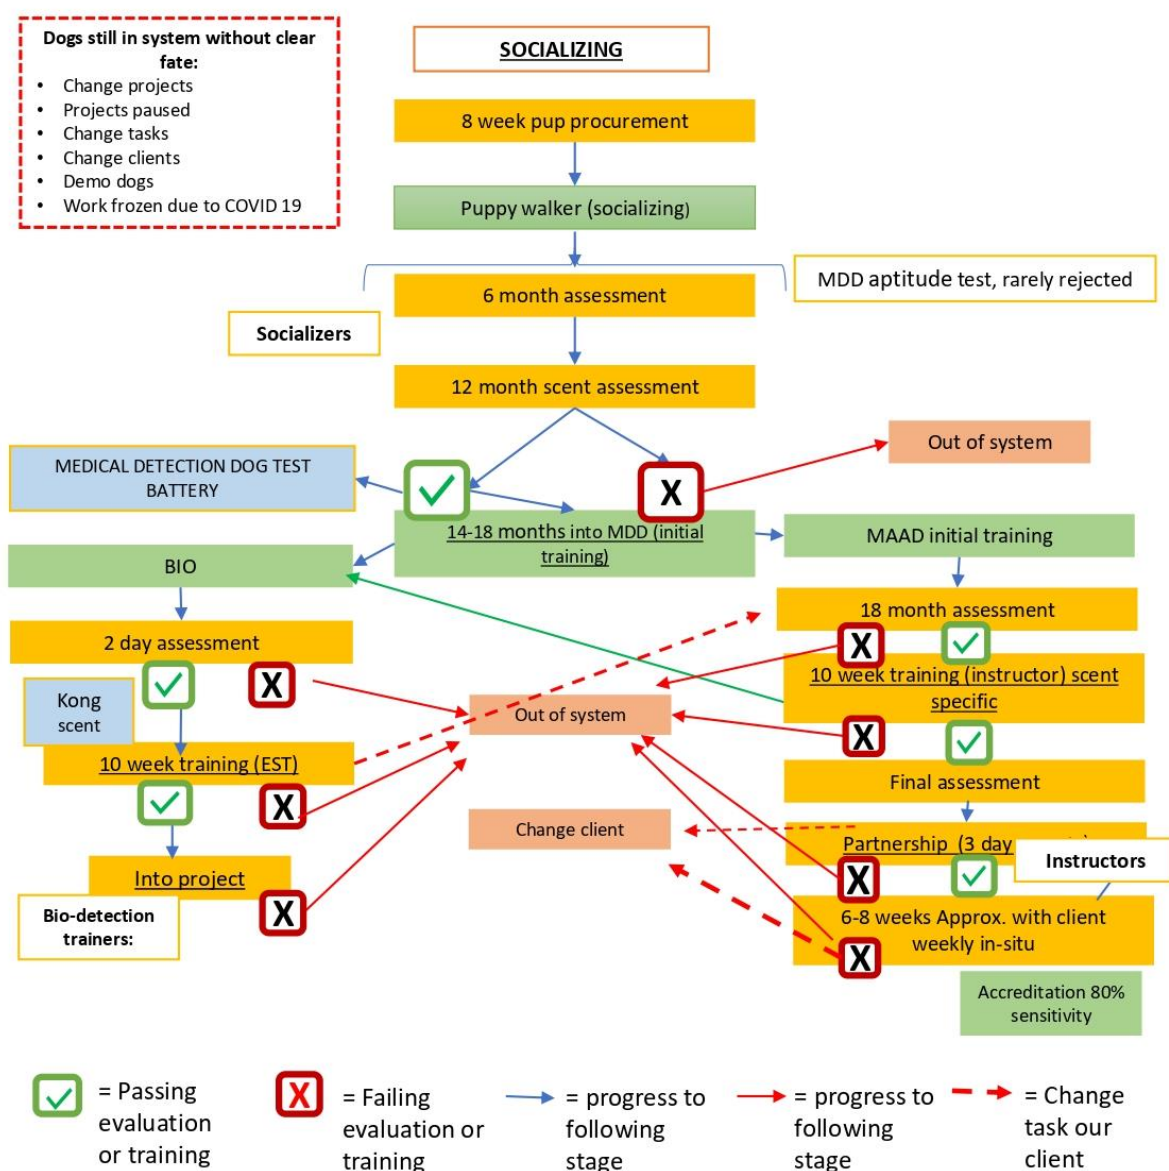 Dogs still in system without clear
fate:
• Change projects
• Projects paused
• Change tasks
• Change clients
• Demo dogs
• Work frozen due to COVID 19
SOCIALIZING
8 week pup procurement
Puppy walker (socializing)
MDD aptitude test, rarely rejected
6 month assessment
Socializers
12 month scent assessment
Out of system
MEDICAL DETECTION DOG TEST
BATTERY
X
14-18 months into MDD (initial
training)
MAAD initial training
BIO
18 month assessment
2 day assessment
X
X
10 week training (instructor) scent
specific
Kong
scent
Out of system
X
10 week training (EST)
Final assessment
X
Change client
Partnership (3 day
Instructors
Into project
X
X
6-8 weeks Approx. with client
weekly in-situ
Bio-detection
trainers:
X
Accreditation 80%
sensitivity
= Passing
evaluation
or training
X
= Failing
evaluation or
training
= progress to
following
stage
= progress to
following
stage
= Change
task our
client